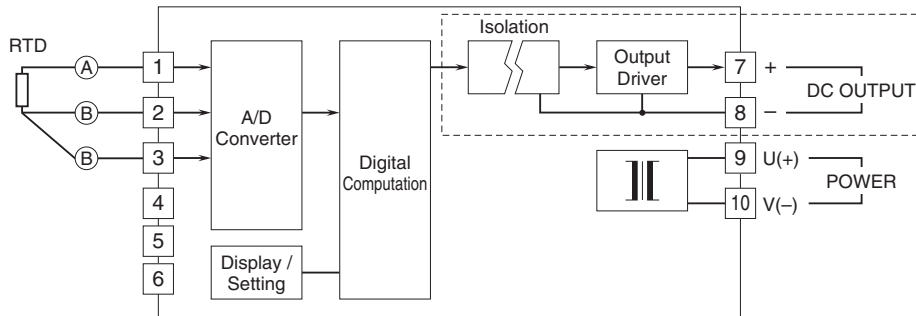 RTD
A
B
B
1
2
3
4
5
6
A/D
Converter
Display /
Setting
Digital
Computation
Isolation
Output
Driver
7 +
8 –
DC OUTPUT
9 U(+)
10 V(–)
POWER